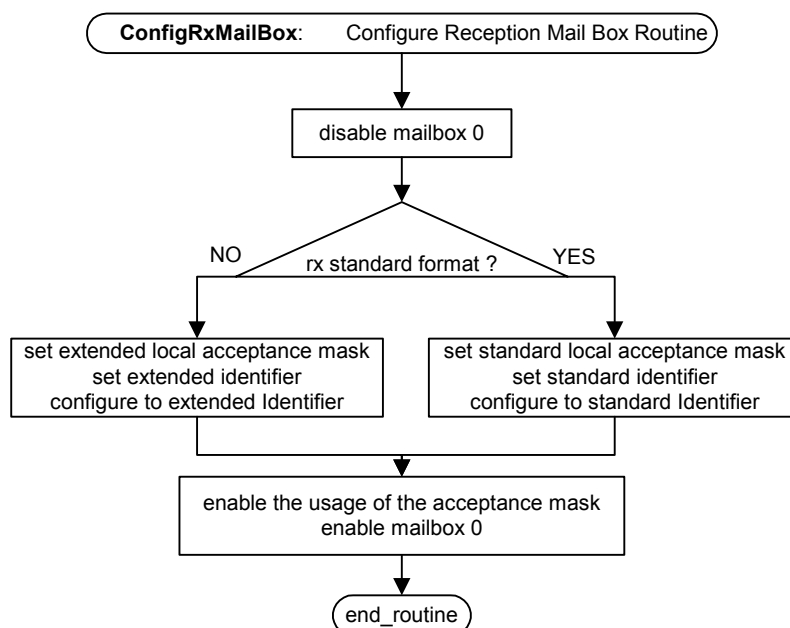 ConfigRxMailBox: Configure Reception Mail Box Routine
disable mailbox 0
NO
YES
rx standard format ?
set extended local acceptance mask
set extended identifier
configure to extended Identifier
set standard local acceptance mask
set standard identifier
configure to standard Identifier
enable the usage of the acceptance mask
enable mailbox 0
end_routine